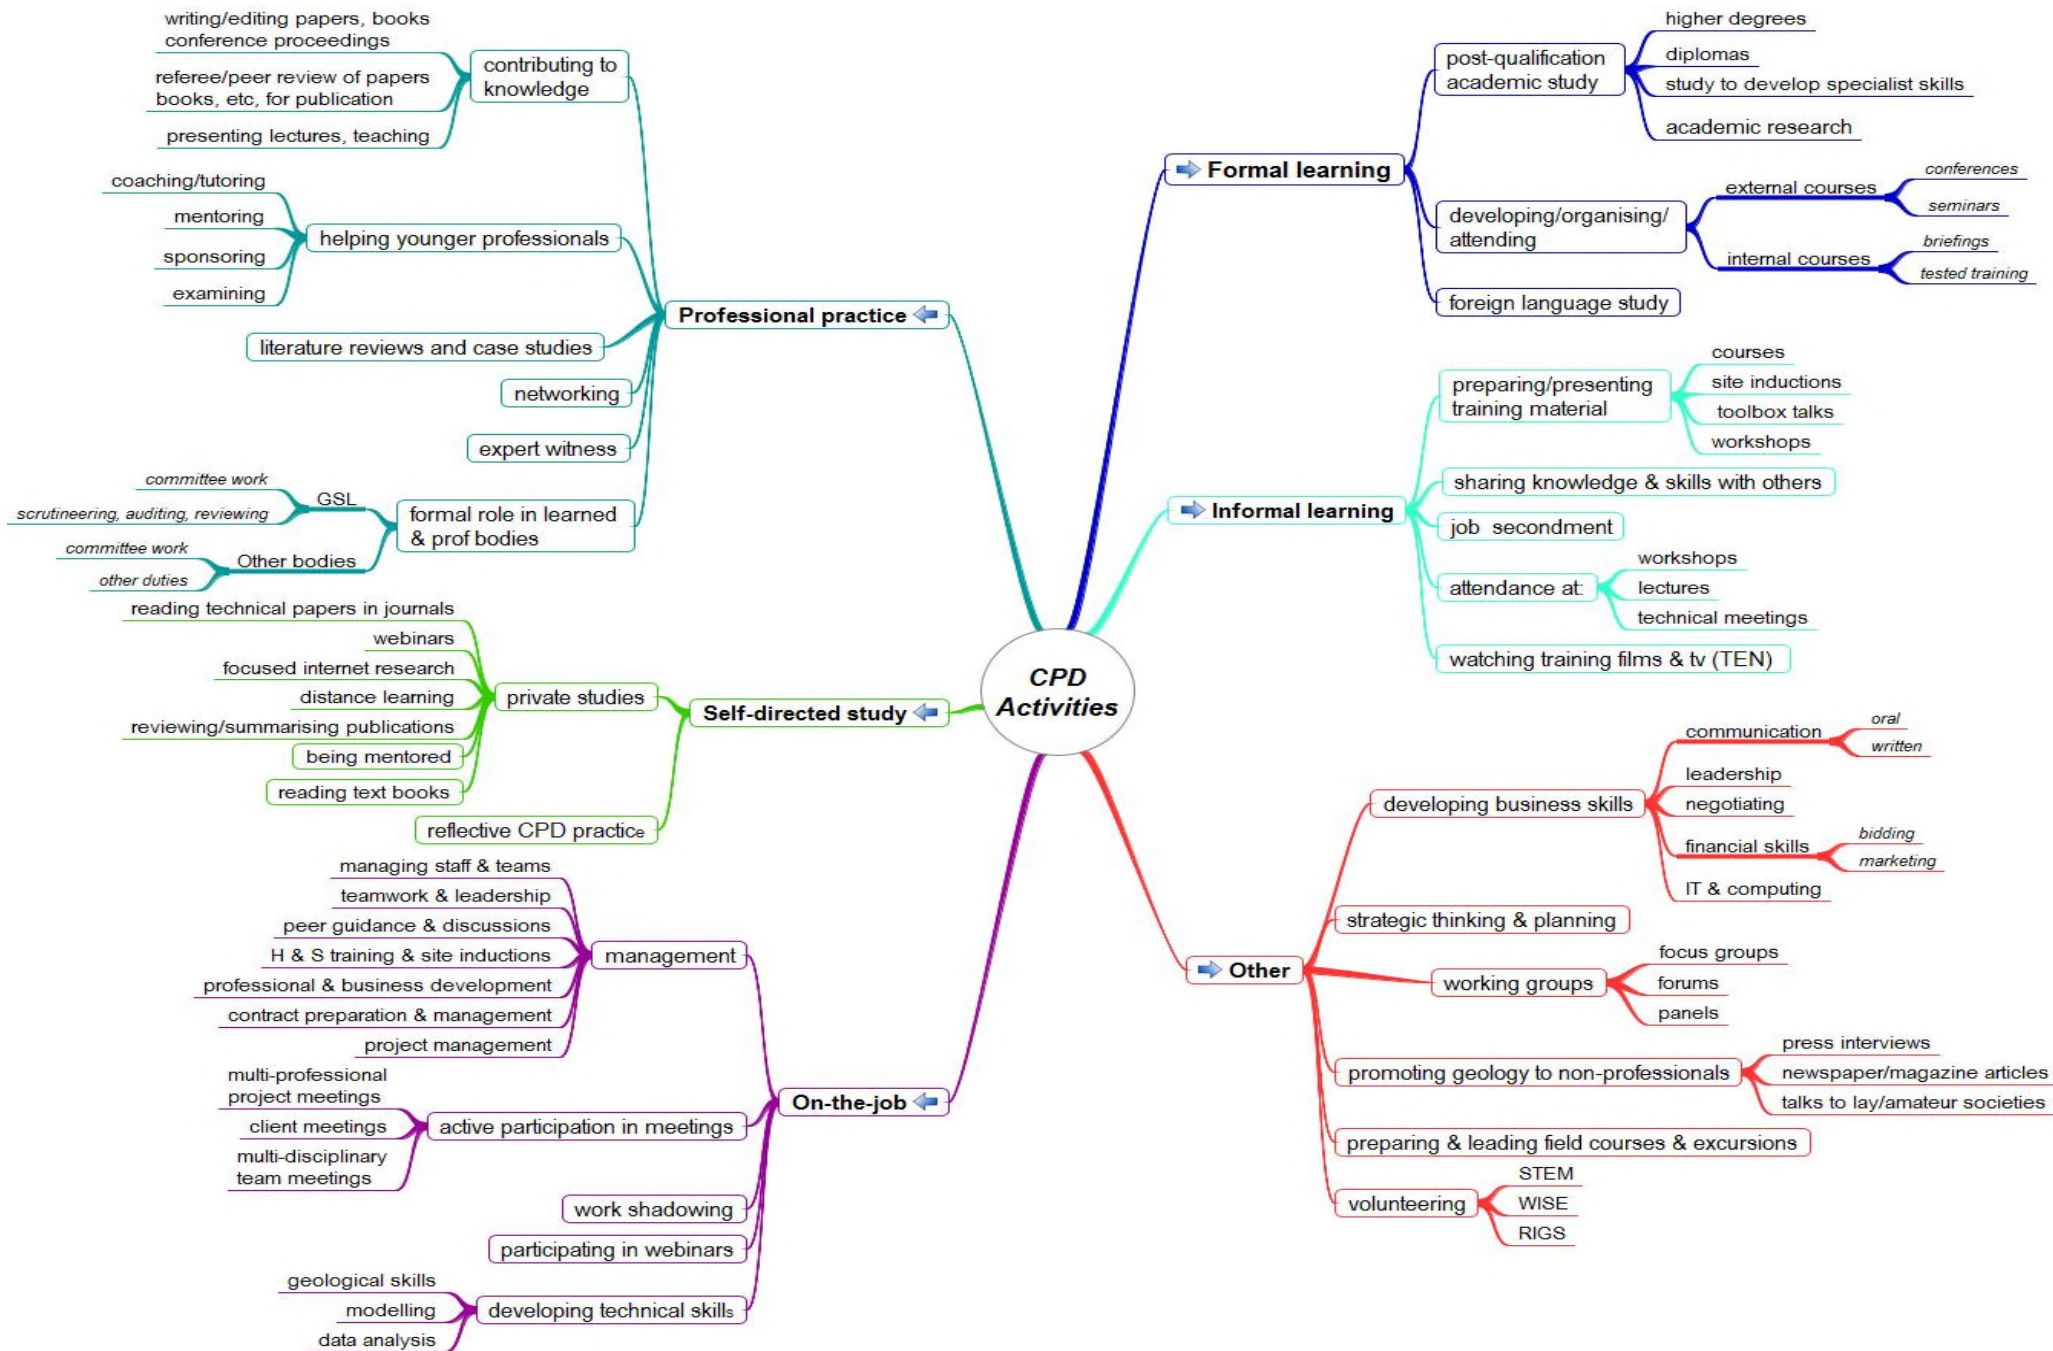 CPD
Activities
Formal learning
post-qualification
academic study
higher degrees
diplomas
study to develop specialist skills
academic research
developing/organising/
attending
external courses
conferences
seminars
internal courses
briefings
tested training
foreign language study
Informal learning
preparing/presenting
training material
courses
site inductions
toolbox talks
workshops
sharing knowledge & skills with others
job secondment
attendance at:
workshops
lectures
technical meetings
watching training films & tv (TEN)
Other
developing business skills
communication
oral
written
leadership
negotiating
financial skills
bidding
marketing
IT & computing
strategic thinking & planning
working groups
focus groups
forums
panels
promoting geology to non-professionals
press interviews
newspaper/magazine articles
talks to lay/amateur societies
preparing & leading field courses & excursions
volunteering
STEM
WISE
RIGS
Professional practice
contributing to
knowledge
writing/editing papers, books
conference proceedings
referee/peer review of papers
books, etc, for publication
presenting lectures, teaching
helping younger professionals
coaching/tutoring
mentoring
sponsoring
examining
literature reviews and case studies
networking
expert witness
formal role in learned
& prof bodies
GSL
committee work
scrutineering, auditing, reviewing
Other bodies
committee work
other duties
Self-directed study
private studies
reading technical papers in journals
webinars
focused internet research
distance learning
reviewing/summarising publications
being mentored
reading text books
reflective CPD practice
On-the-job
management
managing staff & teams
teamwork & leadership
peer guidance & discussions
H & S training & site inductions
professional & business development
contract preparation & management
project management
active participation in meetings
multi-professional
project meetings
client meetings
multi-disciplinary
team meetings
work shadowing
participating in webinars
developing technical skills
geological skills
modelling
data analysis